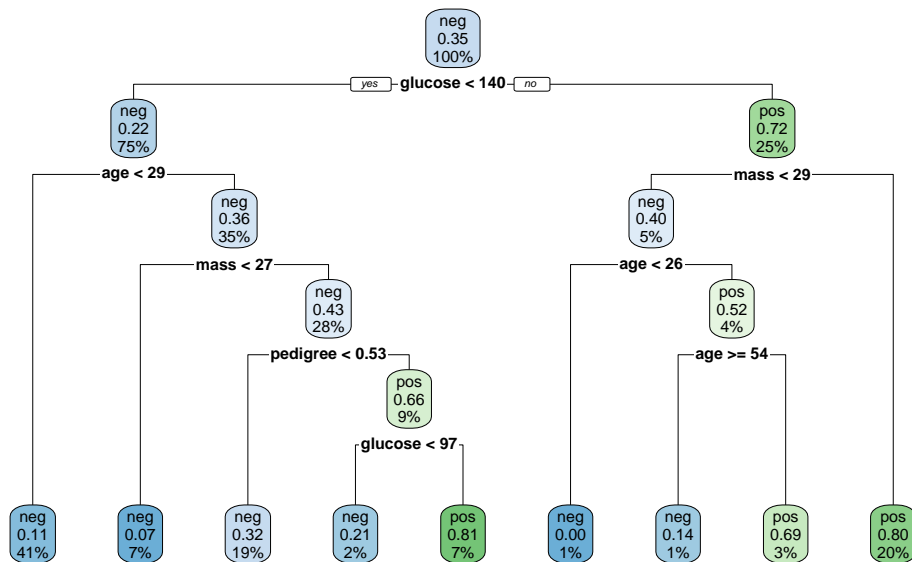 neg
0.35
100%
yes glucose < 140 no
neg
0.22
75%
pos
0.72
25%
age < 29
mass < 29
neg
0.36
35%
neg
0.40
5%
mass < 27
age < 26
neg
0.43
28%
pos
0.52
4%
pedigree < 0.53
age >= 54
pos
0.66
9%
glucose < 97
neg
0.11
41%
neg
0.07
7%
neg
0.32
19%
neg
0.21
2%
pos
0.81
7%
neg
0.00
1%
neg
0.14
1%
pos
0.69
3%
pos
0.80
20%